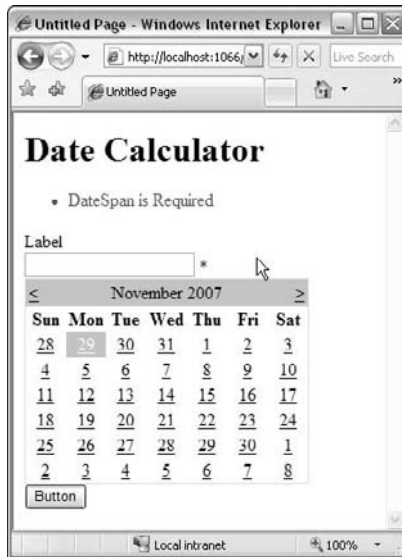 Untitled Page - Windows Internet Explorer
http://localhost:1066/
Live Search
Untitled Page
»
Date Calculator
• DateSpan is Required
Label
*
< November 2007 >
Sun Mon Tue Wed Thu Fri Sat
28 29 30 31 1 2 3
4 5 6 7 8 9 10
11 12 13 14 15 16 17
18 19 20 21 22 23 24
25 26 27 28 29 30 1
2 3 4 5 6 7 8
Button
Local intranet
100%